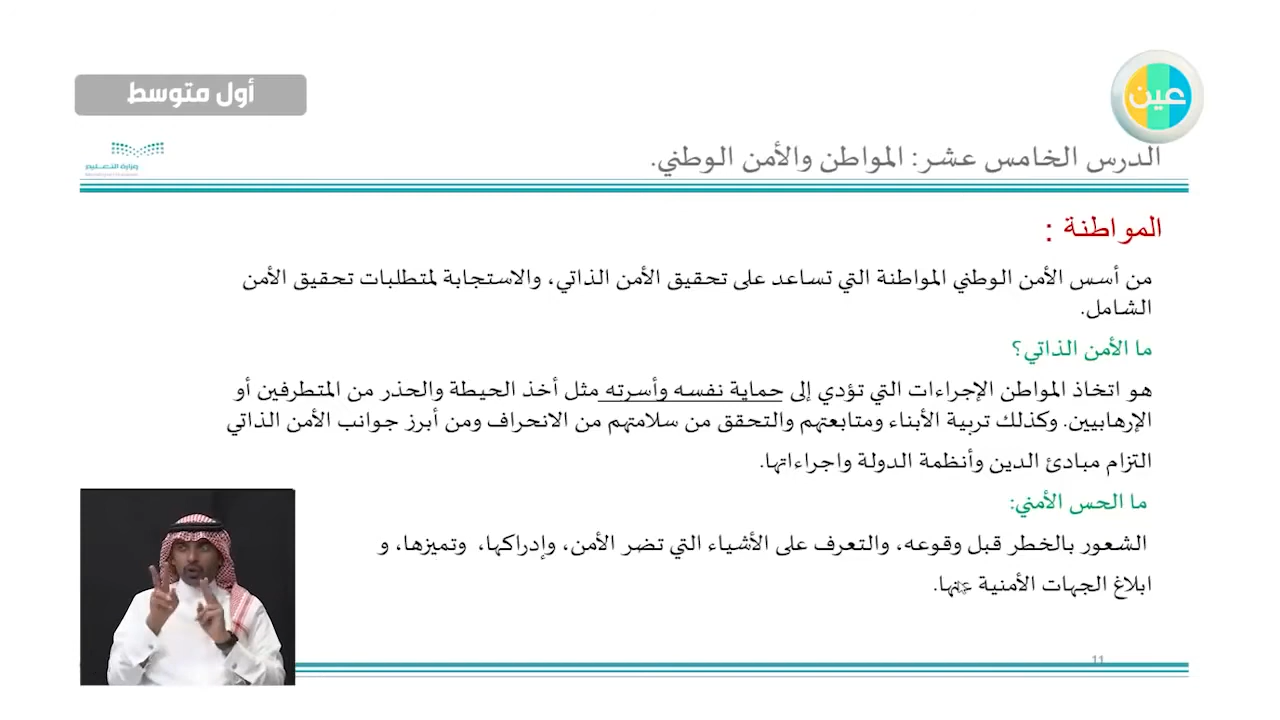 أول متوسط
عين
وزارة التعليم
الدرس الخامس عشر: المواطن والأمن الوطني.
المواطنة :
من أسس الأمن الوطني المواطنة التي تساعد على تحقيق الأمن الذاتي، والاستجابة لمتطلبات تحقيق الأمن
الشامل.
ما الأمن الذاتي؟
هو اتخاذ المواطن الإجراءات التي تؤدي إلى حماية نفسه وأسرته مثل أخذ الحيطة والحذر من المتطرفين أو
الإرهابيين. وكذلك تربية الأبناء ومتابعتهم والتحقق من سلامتهم من الانحراف ومن أبرز جوانب الأمن الذاتي
التزام مبادئ الدين وأنظمة الدولة واجراءاتها.
ما الحس الأمني:
الشعور بالخطر قبل وقوعه، والتعرف على الأشياء التي تضر الأمن، وإدراكها، وتميزها، و
ابلاغ الجهات الأمنية عنها.
11